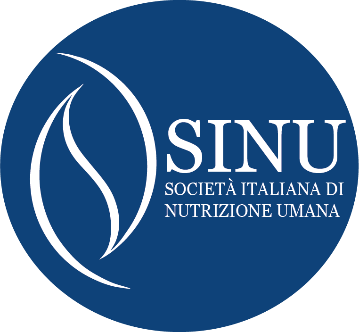 SINU
SOCIETÀ ITALIANA DI
NUTRIZIONE UMANA